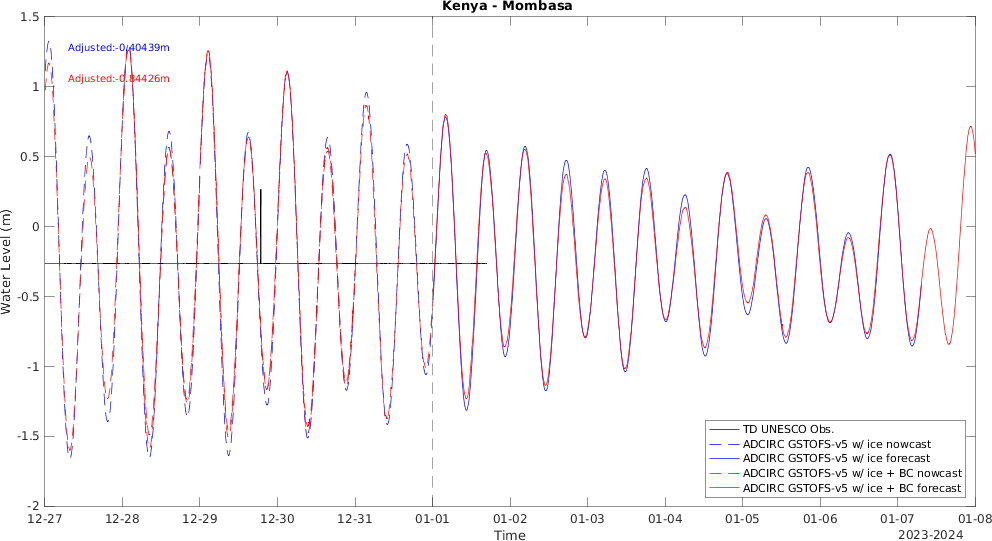 Kenya - Mombasa
Water Level (m)
1.5
1
0.5
0
-0.5
-1
-1.5
-2
Adjusted:-0.40439m
Adjusted:-0.84426m
TD UNESCO Obs.
ADCIRC GSTOFS-v5 w/ ice nowcast
ADCIRC GSTOFS-v5 w/ ice forecast
ADCIRC GSTOFS-v5 w/ ice + BC nowcast
ADCIRC GSTOFS-v5 w/ ice + BC forecast
12-27 12-28 12-29 12-30 12-31 01-01 01-02 01-03 01-04 01-05 01-06 01-07 01-08
Time
2023-2024